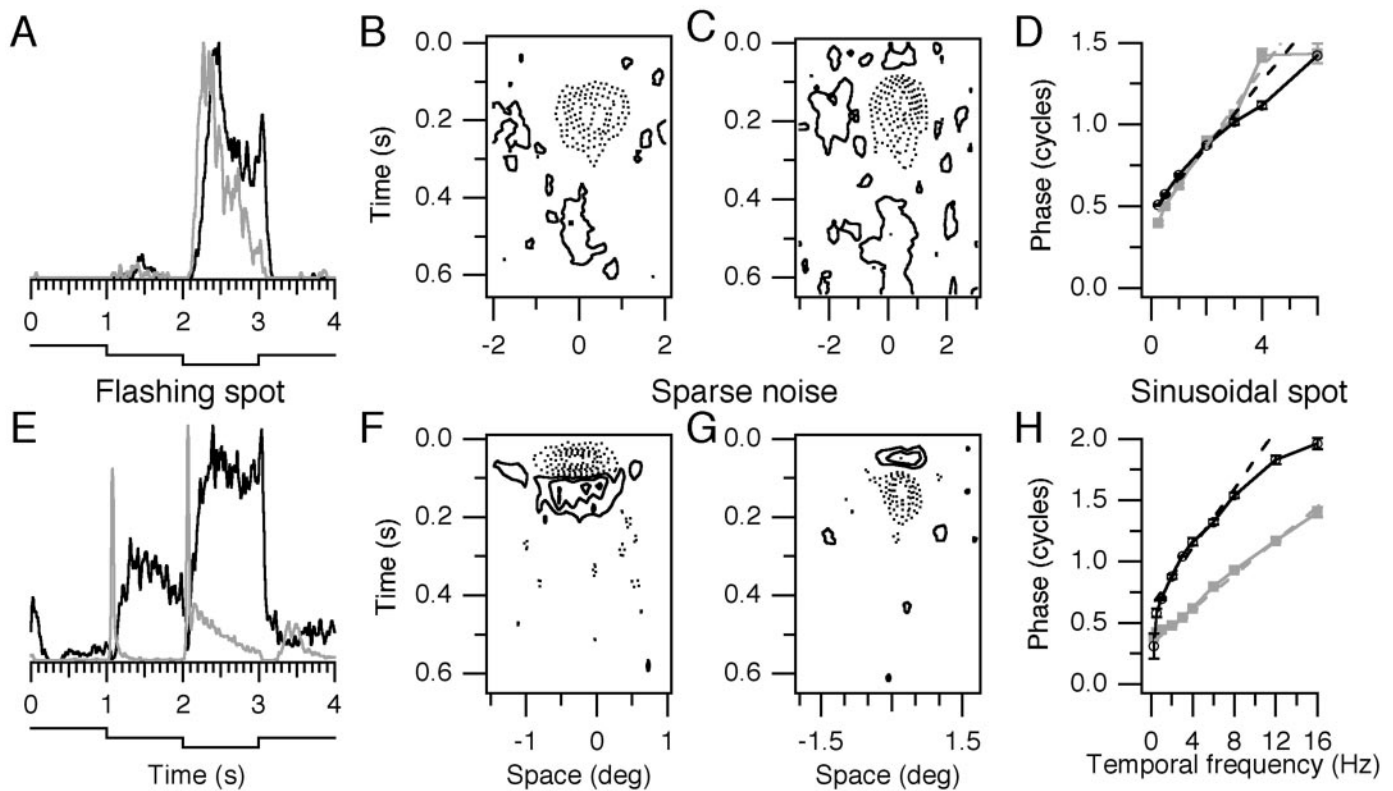 A
B
C
D
0.0
0.2
0.4
0.6
Time (s)
0.0
0.2
0.4
0.6
1.5
1.0
0.5
0.0
Phase (cycles)
0 1 2 3 4
-2 0 2
-2 0 2
0 4
Flashing spot
Sparse noise
Sinusoidal spot
E
F
G
H
0.0
0.2
0.4
0.6
Time (s)
0.0
0.2
0.4
0.6
2.0
1.5
1.0
0.5
0.0
Phase (cycles)
0 1 2 3 4
-1 0 1
-1.5 1.5
0 4 8 12 16
Time (s)
Space (deg)
Space (deg)
Temporal frequency (Hz)